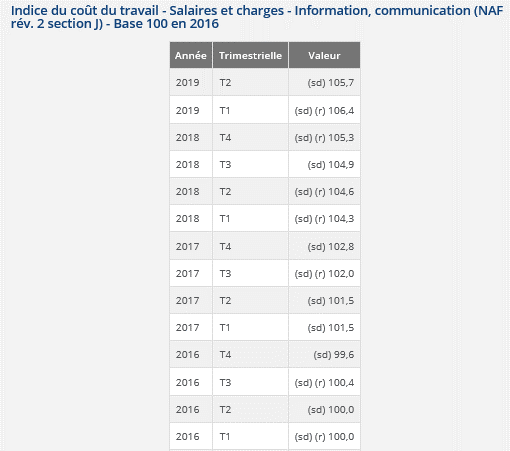 Indice du coût du travail - Salaires et charges - Information, communication (NAF
rév. 2 section J) - Base 100 en 2016
Année Trimestrielle Valeur
2019 T2 (sd) 105,7
2019 T1 (sd) (r) 106,4
2018 T4 (sd) (r) 105,3
2018 T3 (sd) 104,9
2018 T2 (sd) (r) 104,6
2018 T1 (sd) (r) 104,3
2017 T4 (sd) 102,8
2017 T3 (sd) (r) 102,0
2017 T2 (sd) 101,5
2017 T1 (sd) 101,5
2016 T4 (sd) 99,6
2016 T3 (sd) (r) 100,4
2016 T2 (sd) 100,0
2016 T1 (sd) (r) 100,0